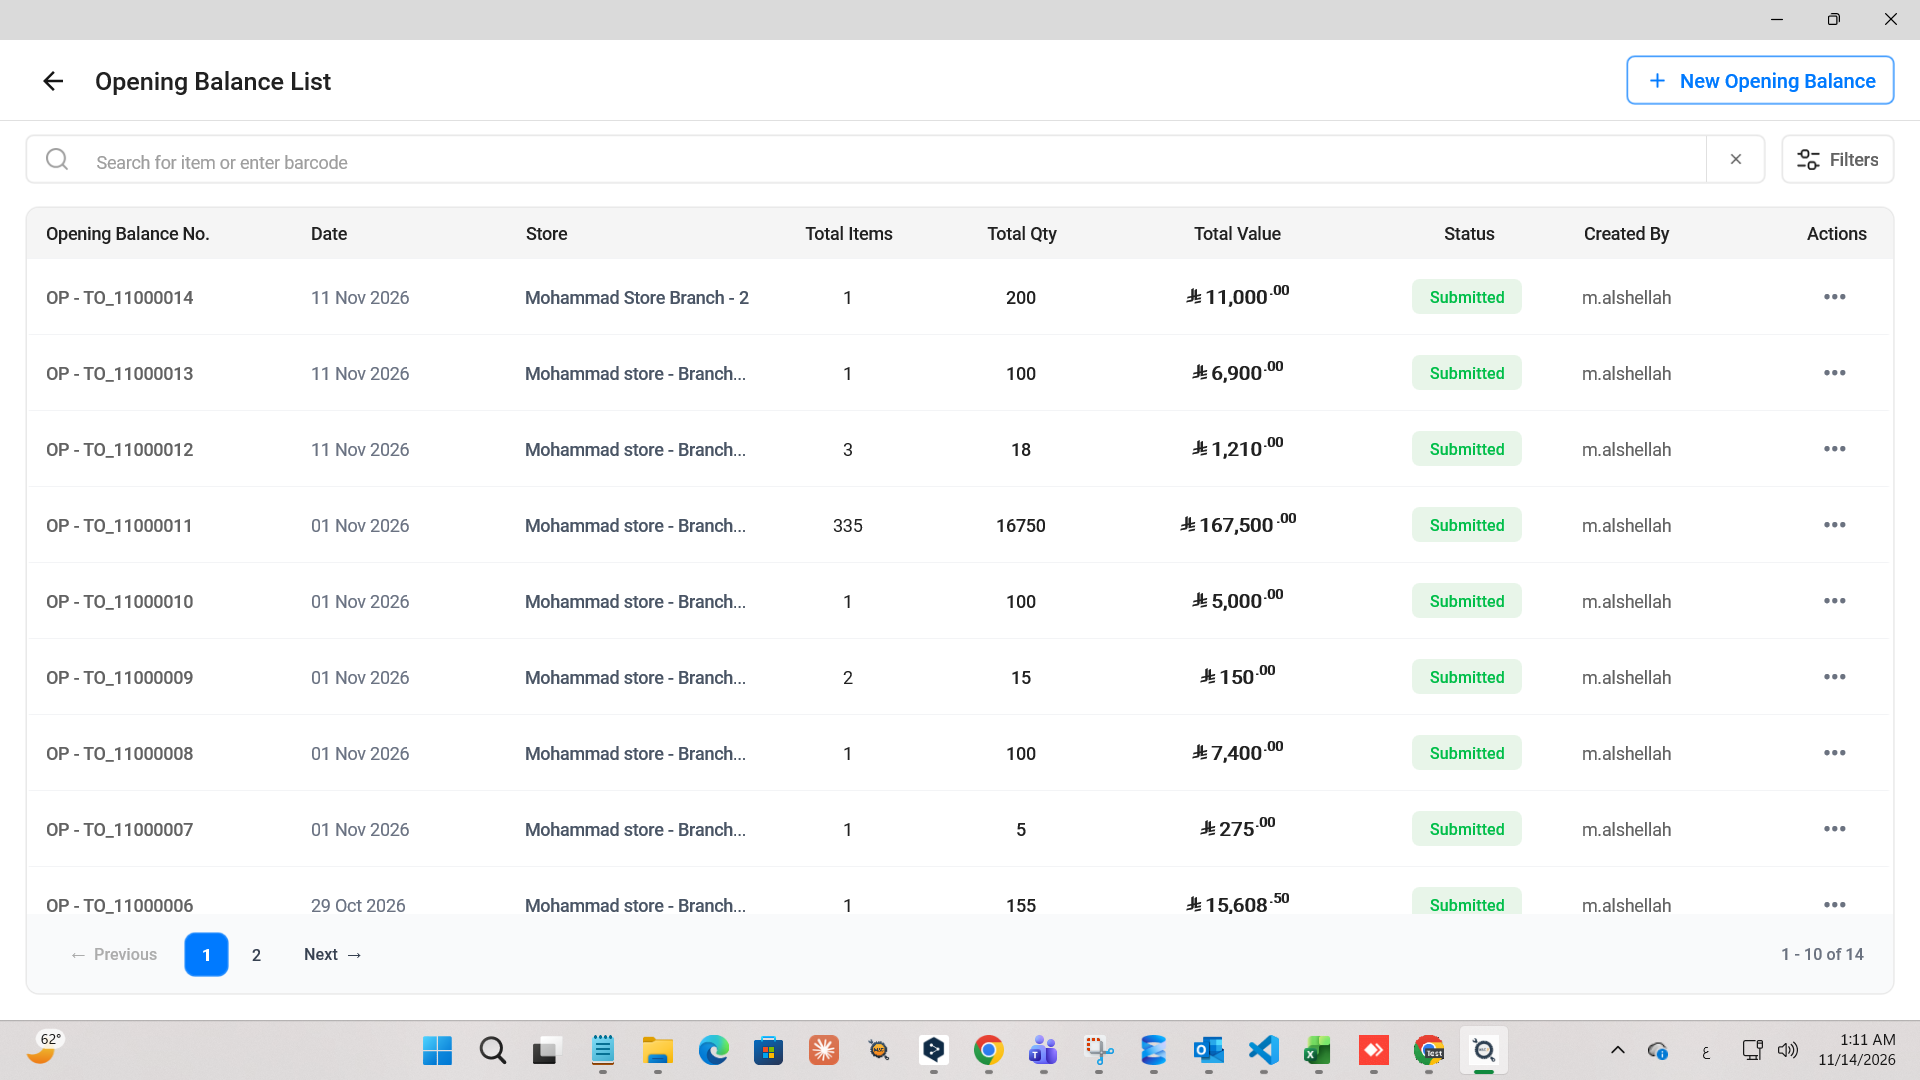 Opening Balance List
+ New Opening Balance
Search for item or enter barcode
Filters
Opening Balance No. Date Store Total Items Total Qty Total Value Status Created By Actions
OP - TO_11000014 11 Nov 2026 Mohammad Store Branch - 2 1 200 11,000.00 Submitted m.alshellah
OP - TO_11000013 11 Nov 2026 Mohammad store - Branch... 1 100 6,900.00 Submitted m.alshellah
OP - TO_11000012 11 Nov 2026 Mohammad store - Branch... 3 18 1,210.00 Submitted m.alshellah
OP - TO_11000011 01 Nov 2026 Mohammad store - Branch... 335 16750 167,500.00 Submitted m.alshellah
OP - TO_11000010 01 Nov 2026 Mohammad store - Branch... 1 100 5,000.00 Submitted m.alshellah
OP - TO_11000009 01 Nov 2026 Mohammad store - Branch... 2 15 150.00 Submitted m.alshellah
OP - TO_11000008 01 Nov 2026 Mohammad store - Branch... 1 100 7,400.00 Submitted m.alshellah
OP - TO_11000007 01 Nov 2026 Mohammad store - Branch... 1 5 275.00 Submitted m.alshellah
OP - TO_11000006 29 Oct 2026 Mohammad store - Branch... 1 155 15,608.50 Submitted m.alshellah
← Previous 1 2 Next → 1 - 10 of 14
62°
Test
ع
1:11 AM
11/14/2026